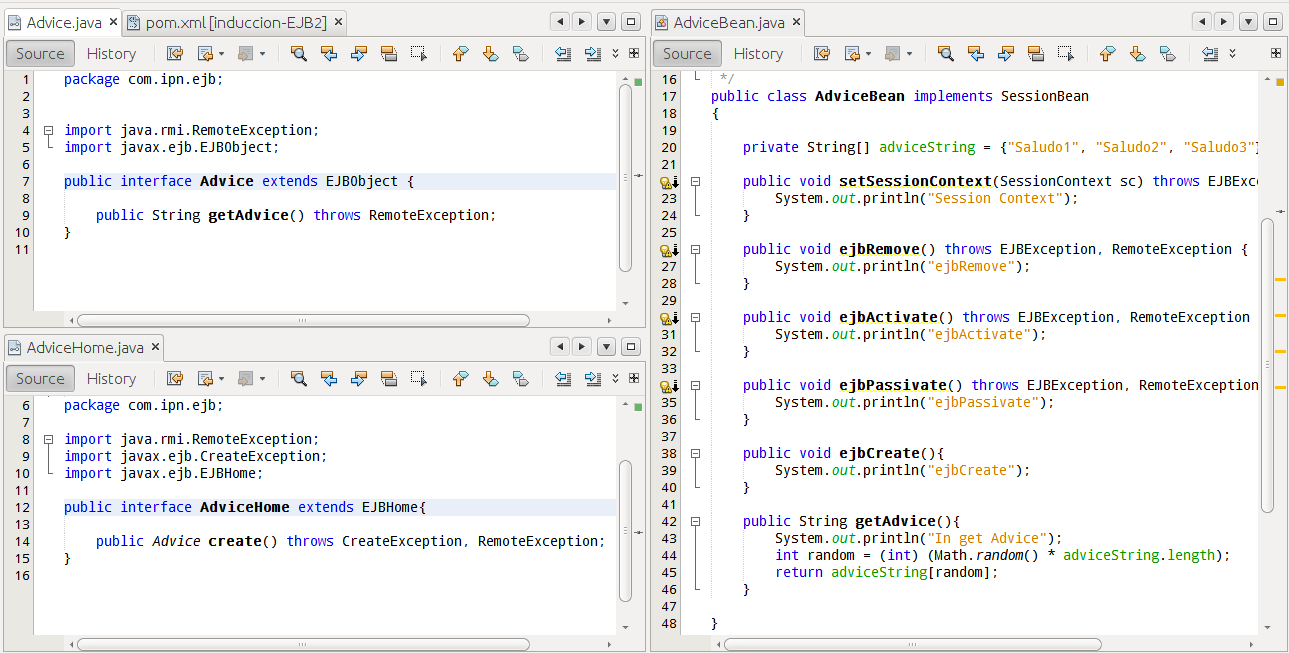 Advice.java
pom.xml [induccion-EJB2]
Source History
1 package com.ipn.ejb;
2
3
4 import java.rmi.RemoteException;
5 import javax.ejb.EJBObject;
6
7 public interface Advice extends EJBObject {
8
9 public String getAdvice() throws RemoteException;
10 }
11
AdviceHome.java
Source History
6 package com.ipn.ejb;
7
8 import java.rmi.RemoteException;
9 import javax.ejb.CreateException;
10 import javax.ejb.EJBHome;
11
12 public interface AdviceHome extends EJBHome{
13
14 public Advice create() throws CreateException, RemoteException;
15 }
16
AdviceBean.java
Source History
16 */
17 public class AdviceBean implements SessionBean
18 {
19
20 private String[] adviceString = {"Saludo1", "Saludo2", "Saludo3"}
21
public void setSessionContext(SessionContext sc) throws EJBExc
23 System.out.println("Session Context");
24 }
25
public void ejbRemove() throws EJBException, RemoteException {
27 System.out.println("ejbRemove");
28 }
29
public void ejbActivate() throws EJBException, RemoteException
31 System.out.println("ejbActivate");
32 }
33
public void ejbPassivate() throws EJBException, RemoteException
35 System.out.println("ejbPassivate");
36 }
37
38 public void ejbCreate(){
39 System.out.println("ejbCreate");
40 }
41
42 public String getAdvice(){
43 System.out.println("In get Advice");
44 int random = (int) (Math.random() * adviceString.length);
45 return adviceString[random];
46 }
47
48 }